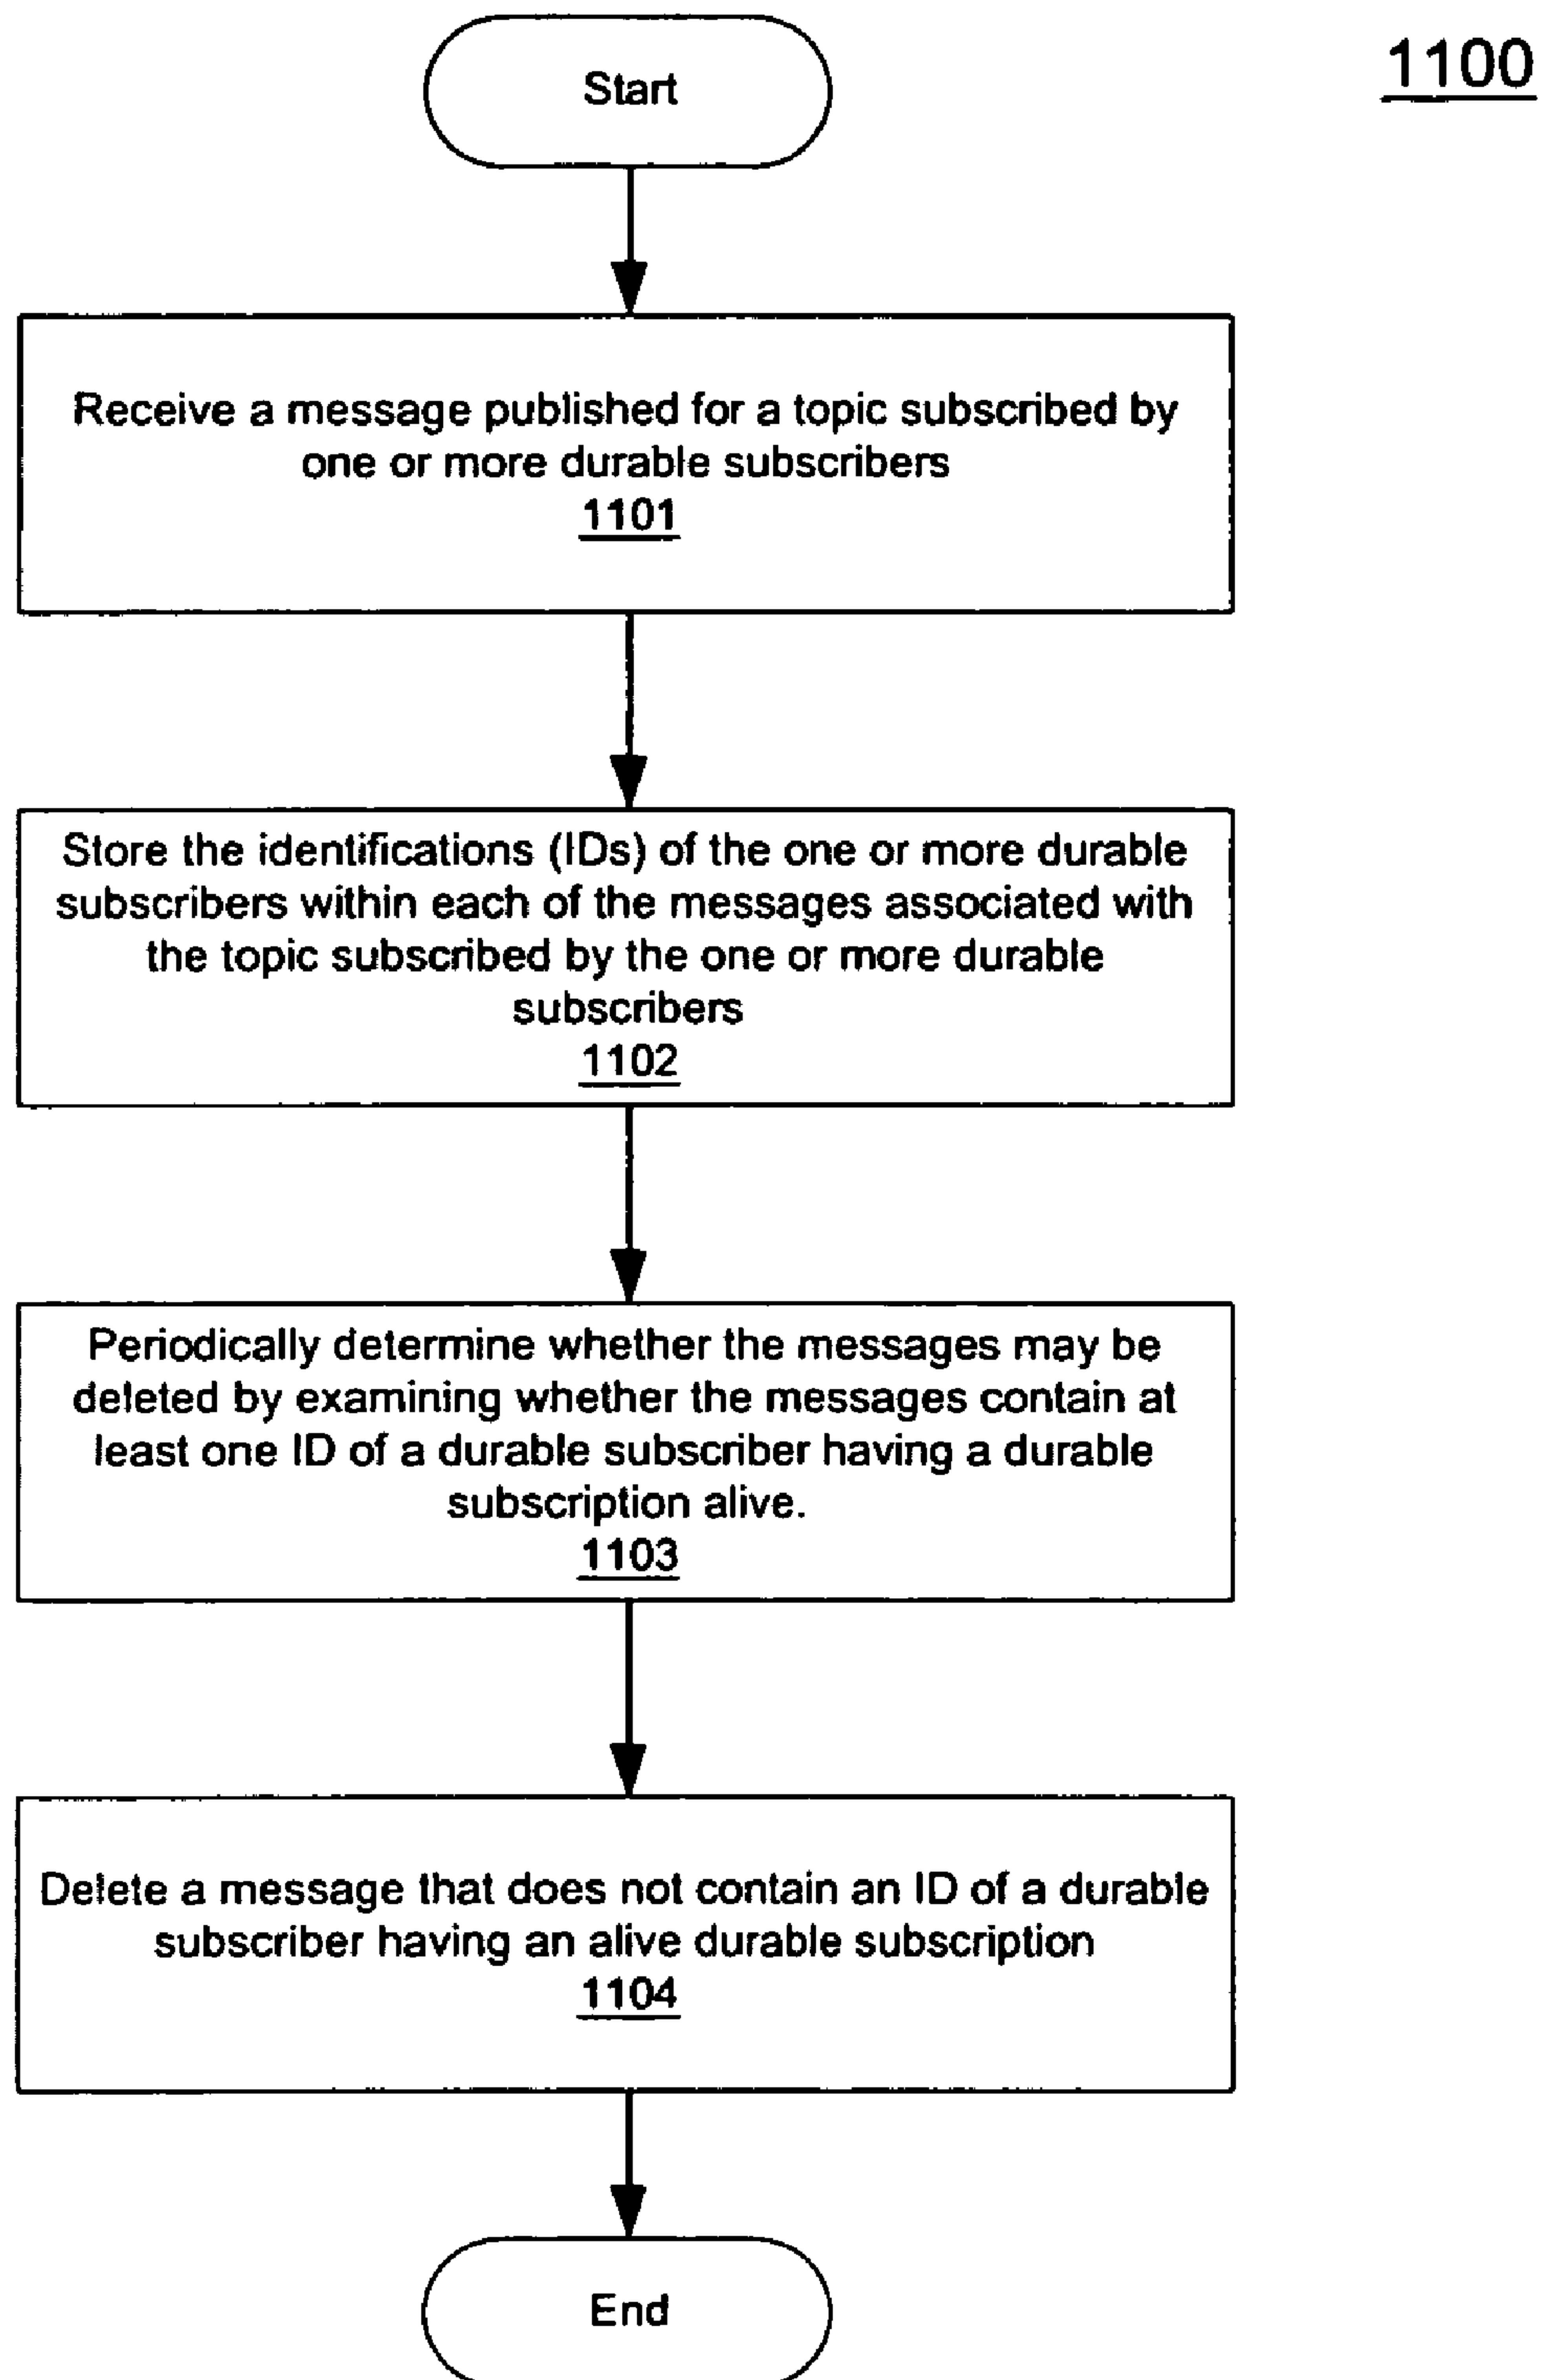 1100
Start
Receive a message published for a topic subscribed by
one or more durable subscribers
1101
Store the identifications (IDs) of the one or more durable
subscribers within each of the messages associated with
the topic subscribed by the one or more durable
subscribers
1102
Periodically determine whether the messages may be
deleted by examining whether the messages contain at
least one ID of a durable subscriber having a durable
subscription alive.
1103
Delete a message that does not contain an ID of a durable
subscriber having an alive durable subscription
1104
End